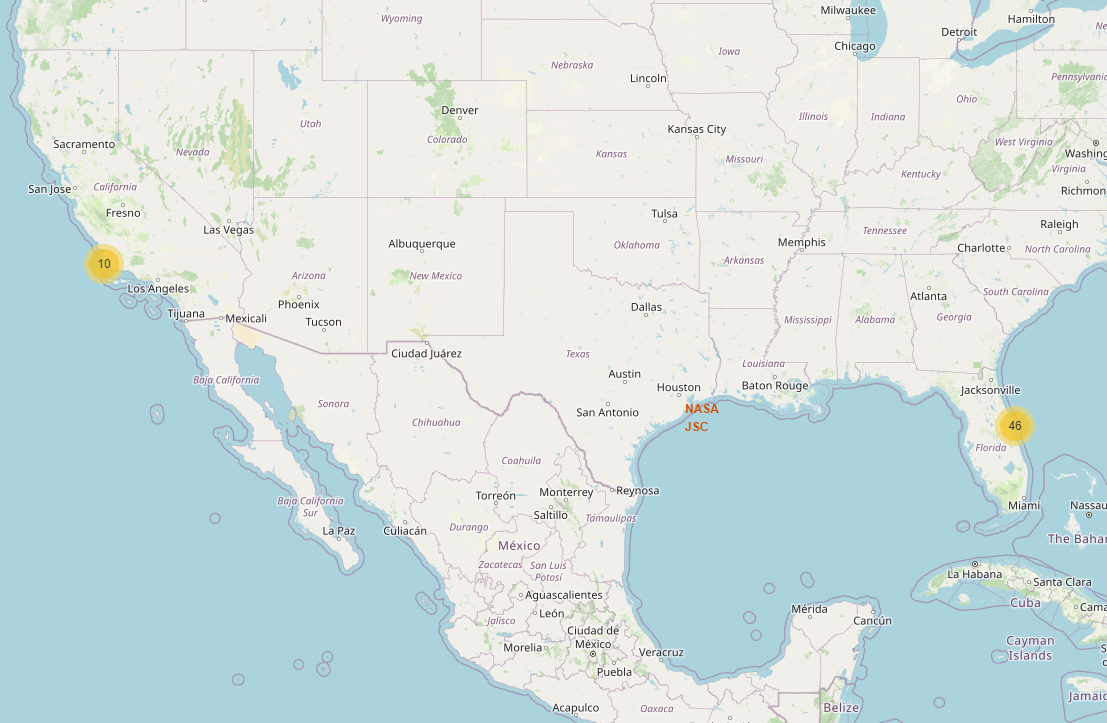 Milwaukee
Hamilton
Wyoming
Detroit
Chicago
Iowa
Nebraska
Lincoln
Pennsylvania
Ohio
Denver
Utah
Colorado
Illinois
Indiana
Kansas City
Sacramento
Nevada
Kansas
Missouri
West Virginia
Washing
Virginia
San Jose
California
Kentucky
Richmon
Fresno
Las Vegas
Tulsa
Raleigh
Tennessee
Albuquerque
Oklahoma
Memphis
Charlotte
North Carolina
10
Arizona
New Mexico
Arkansas
Los Angeles
South Carolina
Atlanta
Phoenix
Dallas
Tijuana
Mexicali
Tucson
Mississippi
Alabama
Georgia
Ciudad Juárez
Texas
Louisiana
Baja California
Austin
Houston
Baton Rouge
Jacksonville
Sonora
San Antonio
NASA
JSC
Chihuahua
46
Florida
Coahuila
Torreón
Monterrey
Reynosa
Baja California
Sur
Saltillo
Tamaulipas
Miami
Nassau
La Paz
Culiacán
Durango
México
The Bahar
Zacatecas
San Luis
Potosí
La Habana
Santa Clara
Aguascalientes
Cuba
Cama
León
Mérida
Jalisco
Cancún
Ciudad de
México
Morelia
Veracruz
Cayman
Islands
Puebla
Jamaic
Acapulco
Oaxaca
Belize